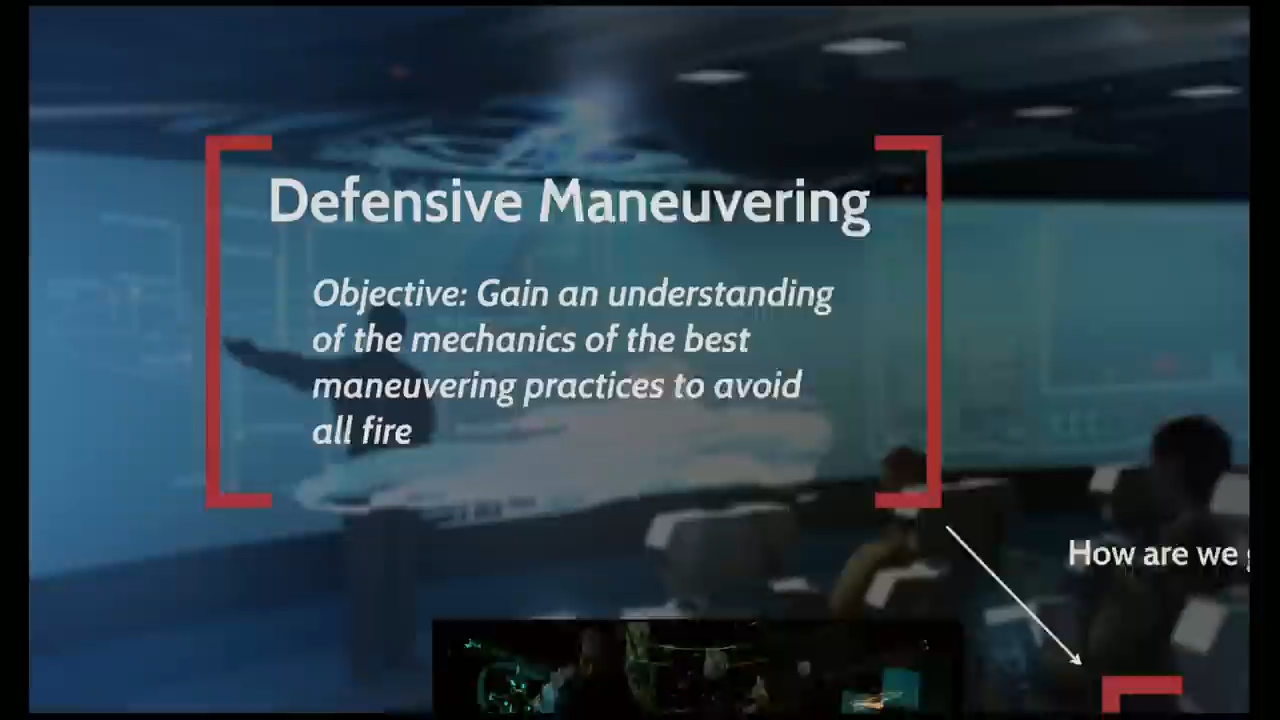 Defensive Maneuvering
Objective: Gain an understanding
of the mechanics of the best
maneuvering practices to avoid
all fire
How are we